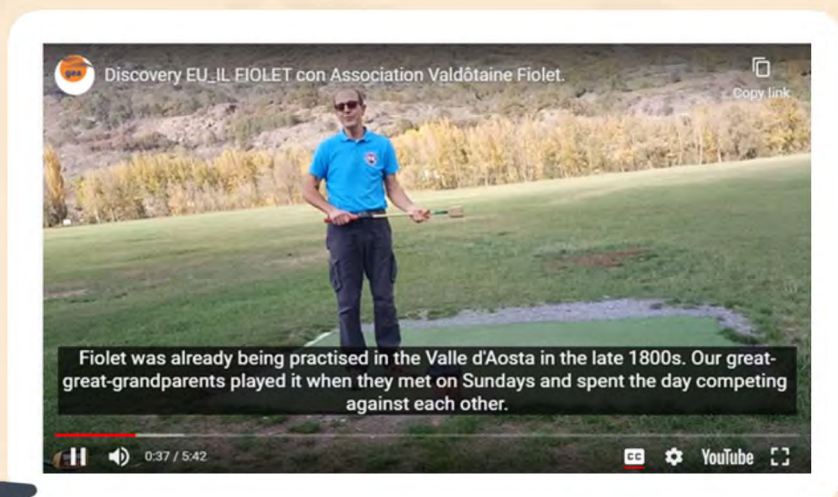 gea
Discovery EU_IL FIOLET con Association Valdôtaine Fiolet.
Copy link
Fiolet was already being practised in the Valle d'Aosta in the late 1800s. Our great-
great-grandparents played it when they met on Sundays and spent the day competing
against each other.
0:37 / 5:42
CC
YouTube